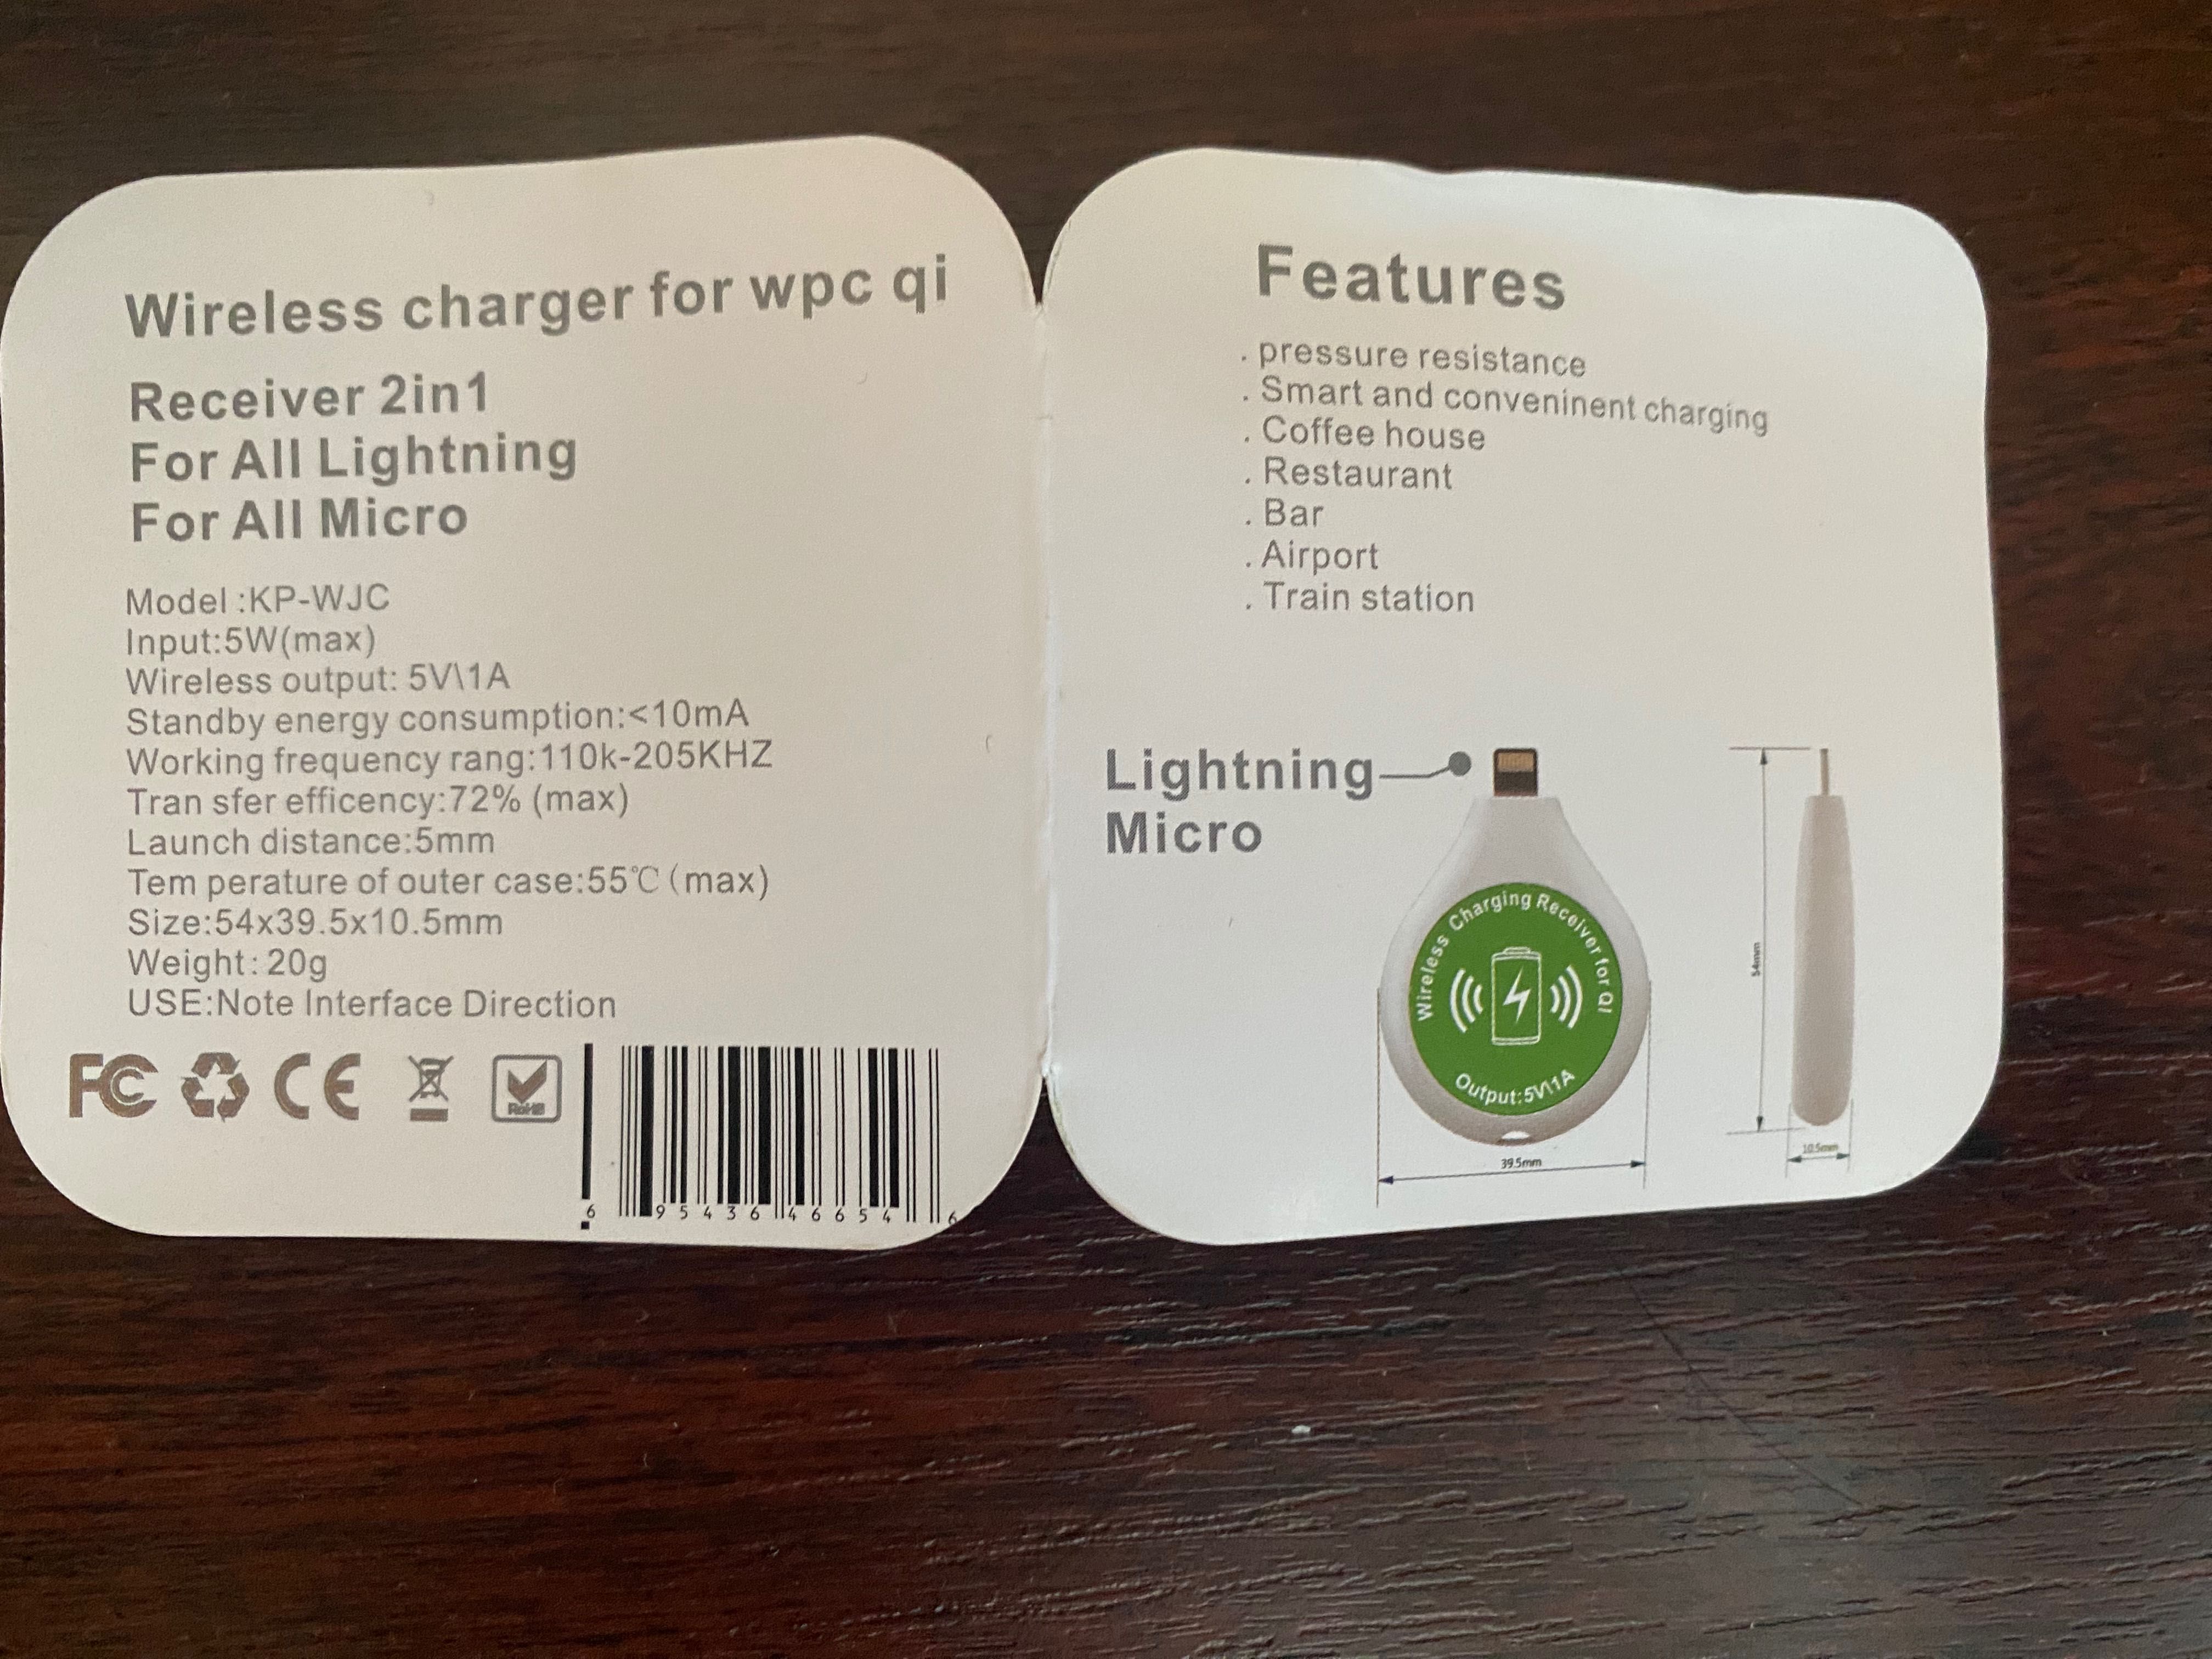 Wireless charger for wpc qi
Receiver 2in1
For All Lightning
For All Micro
Model :KP-WJC
Input:5W(max)
Wireless output: 5V\1A
Standby energy consumption:<10mA
Working frequency rang:110k-205KHZ
Tran sfer efficency:72% (max)
Launch distance:5mm
Tem perature of outer case:55℃ (max)
Size:54x39.5x10.5mm
Weight: 20g
USE:Note Interface Direction
FC CE RoHS
6 954364 66546
Features
. pressure resistance
. Smart and conveninent charging
. Coffee house
. Restaurant
. Bar
. Airport
. Train station
Lightning
Micro
Wireless Charging Receiver for QI
Output:5V\1A
39.5mm
54mm
10.5mm